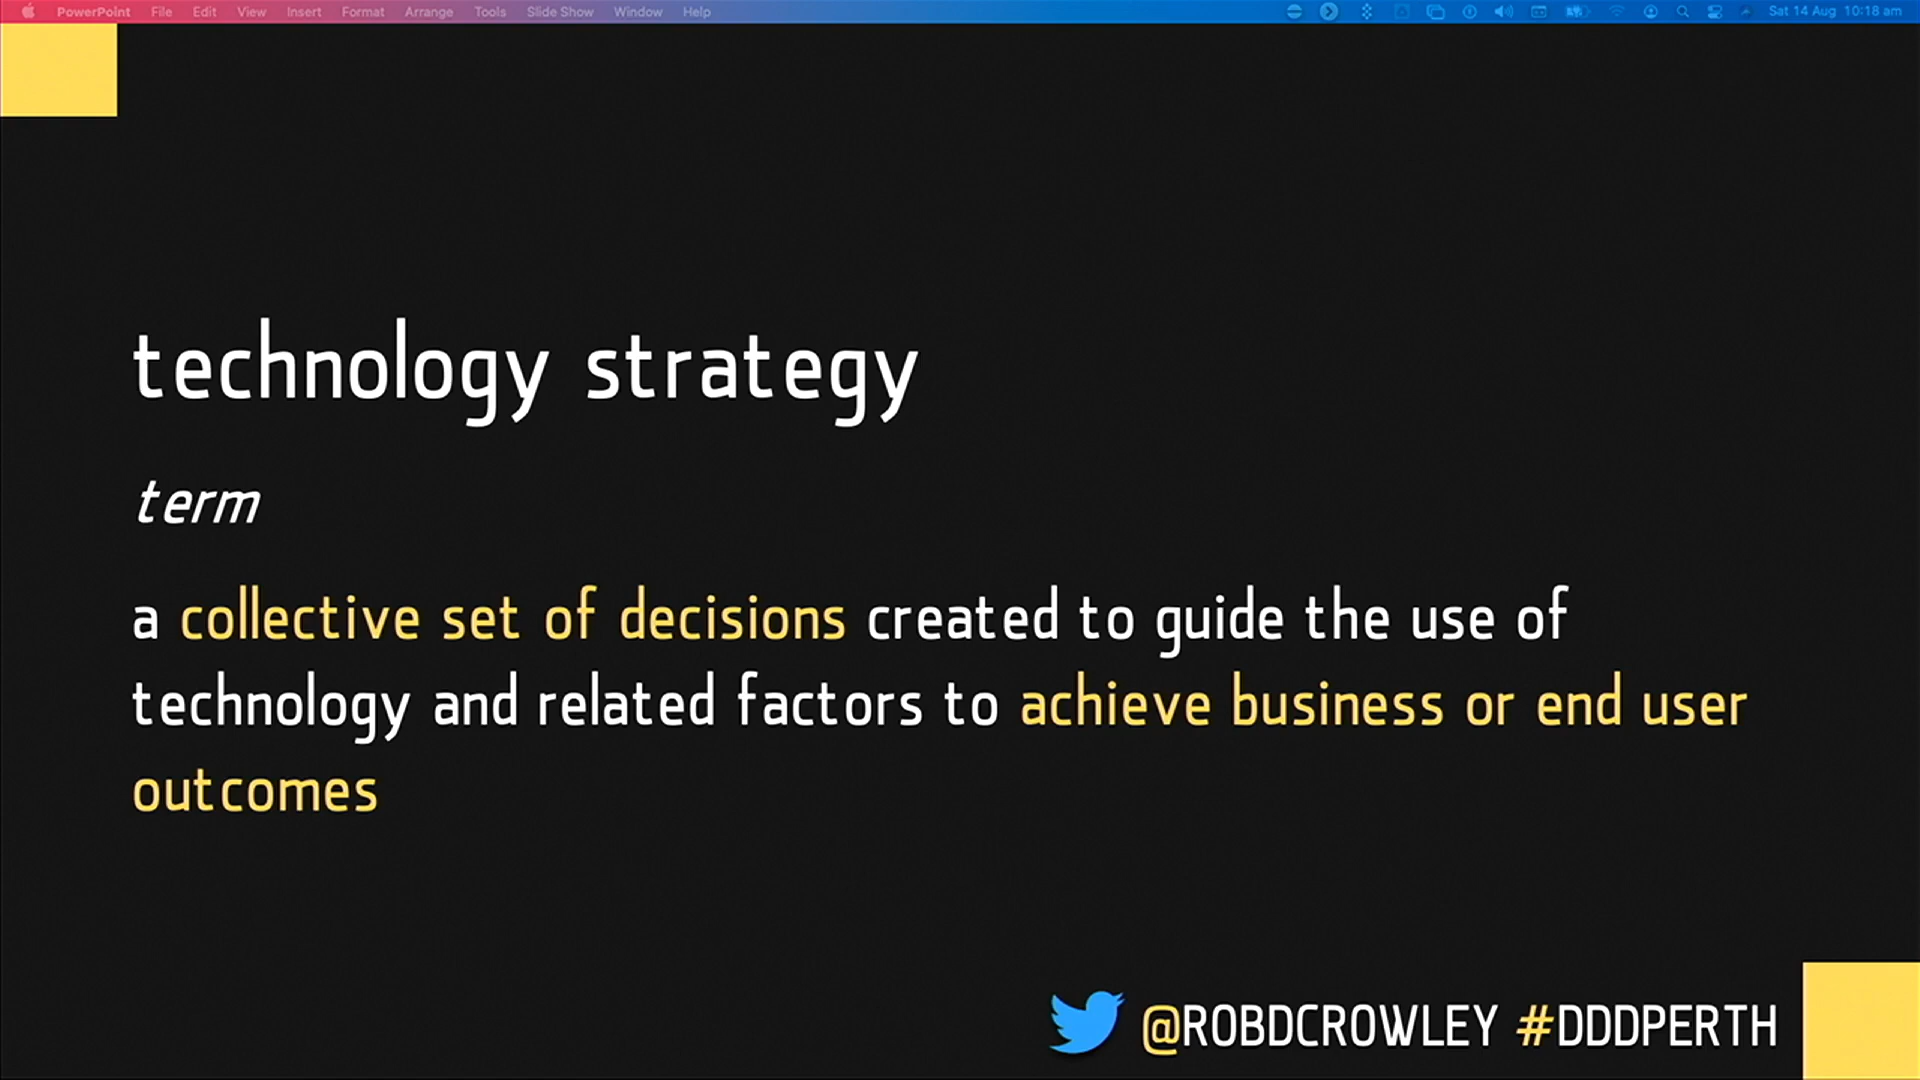 PowerPoint File Edit View Insert Format Arrange Tools Slide Show Window Help Sat 14 Aug 10:18 am
technology strategy
term
a collective set of decisions created to guide the use of
technology and related factors to achieve business or end user
outcomes
@ROBDCROWLEY #DDDPERTH